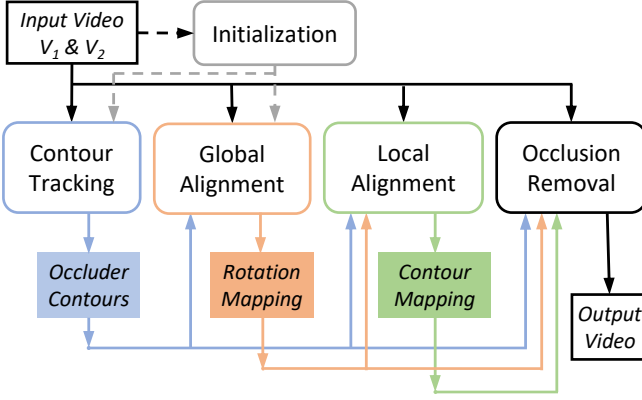 Input Video
V1 & V2
Initialization
Contour
Tracking
Global
Alignment
Local
Alignment
Occlusion
Removal
Occluder
Contours
Rotation
Mapping
Contour
Mapping
Output
Video